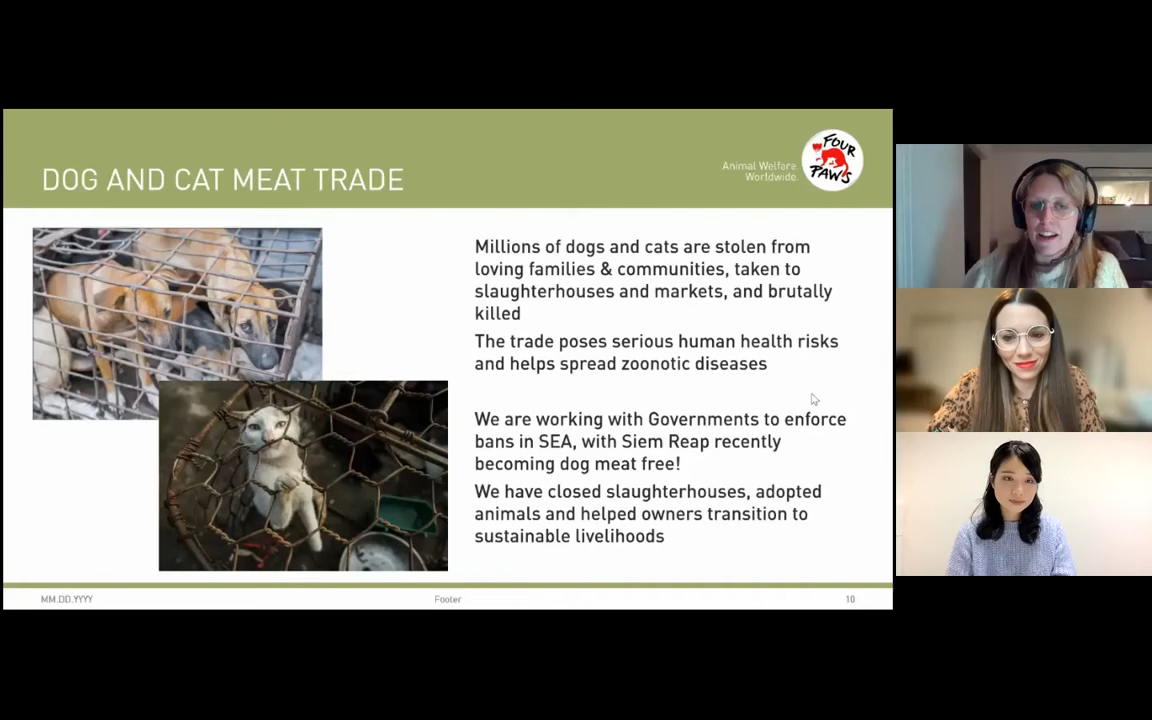 DOG AND CAT MEAT TRADE
Animal Welfare
Worldwide.
FOUR
PAWS
Millions of dogs and cats are stolen from
loving families & communities, taken to
slaughterhouses and markets, and brutally
killed
The trade poses serious human health risks
and helps spread zoonotic diseases
We are working with Governments to enforce
bans in SEA, with Siem Reap recently
becoming dog meat free!
We have closed slaughterhouses, adopted
animals and helped owners transition to
sustainable livelihoods
MM.DD.YYYY
Footer
10